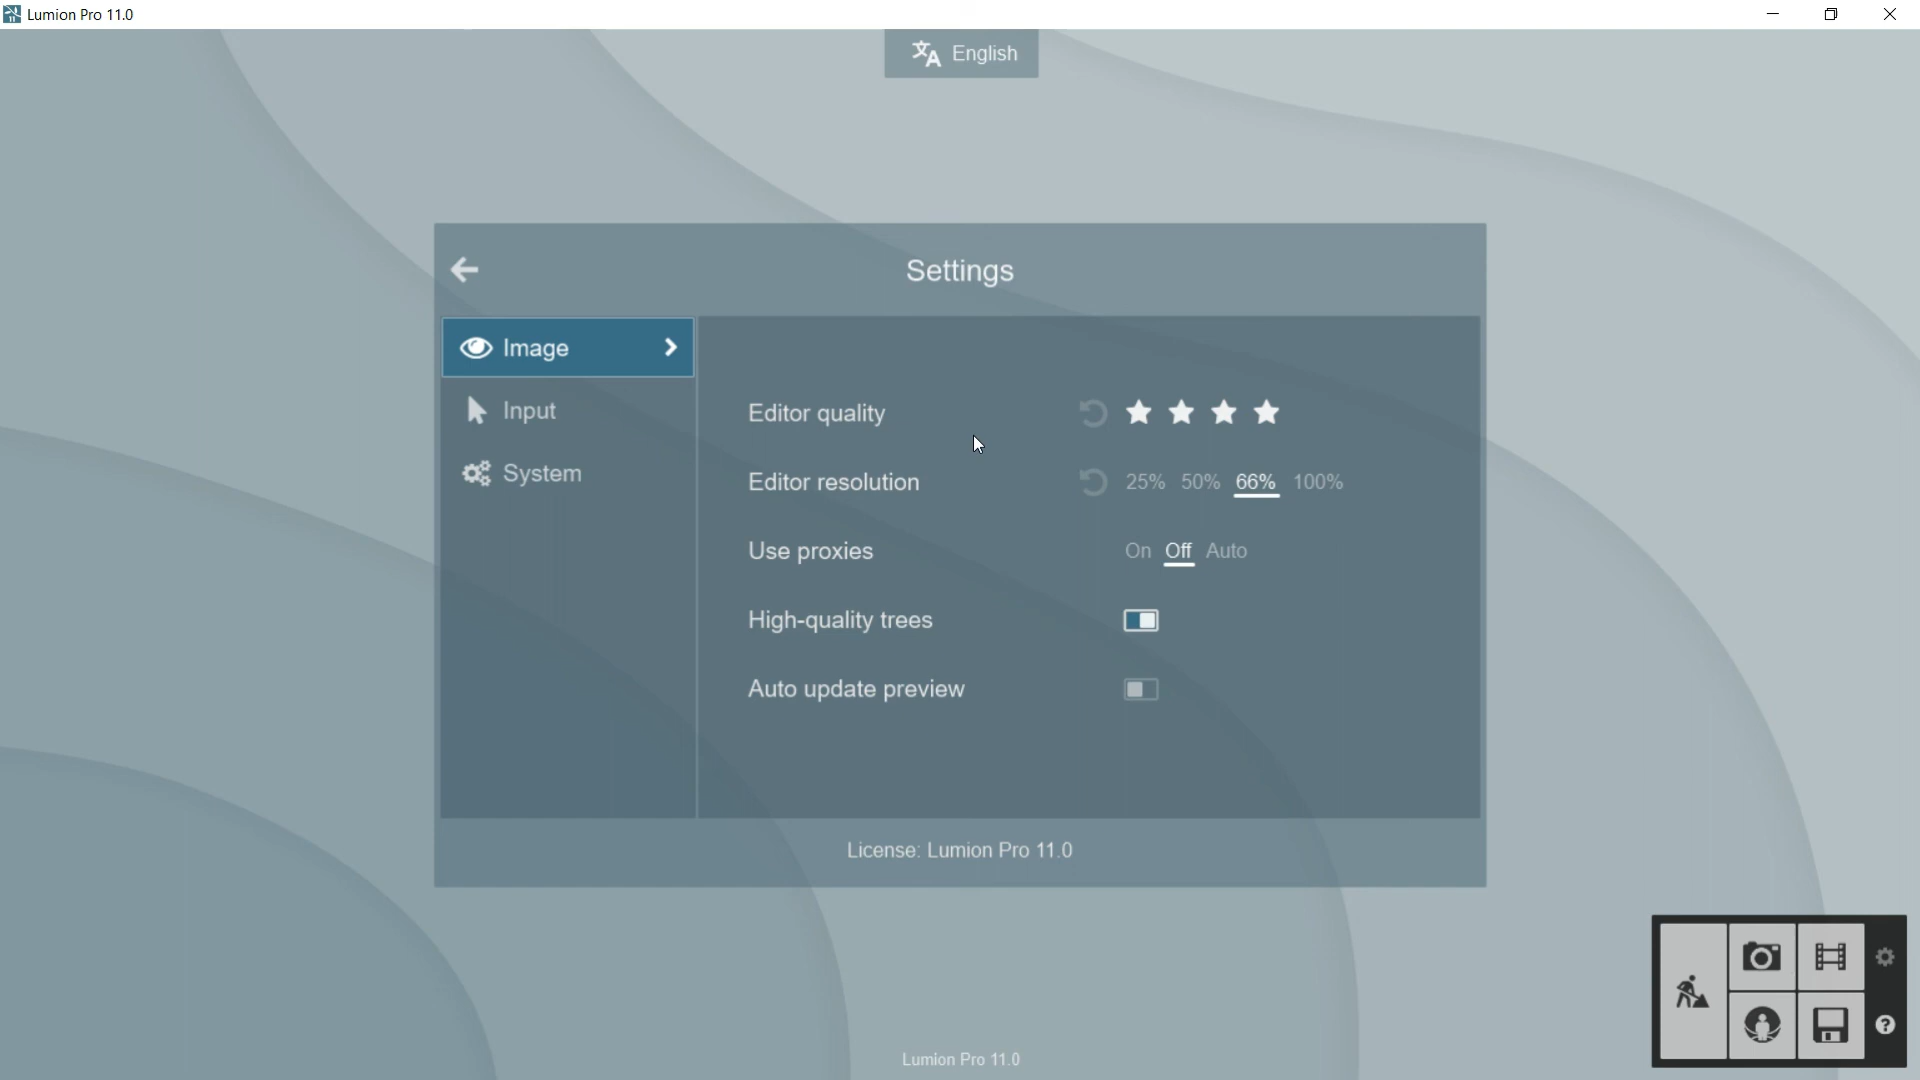 Lumion Pro 11.0
English
Settings
Image
Input
System
Editor quality
Editor resolution 25% 50% 66% 100%
Use proxies On Off Auto
High-quality trees
Auto update preview
License: Lumion Pro 11.0
Lumion Pro 11.0